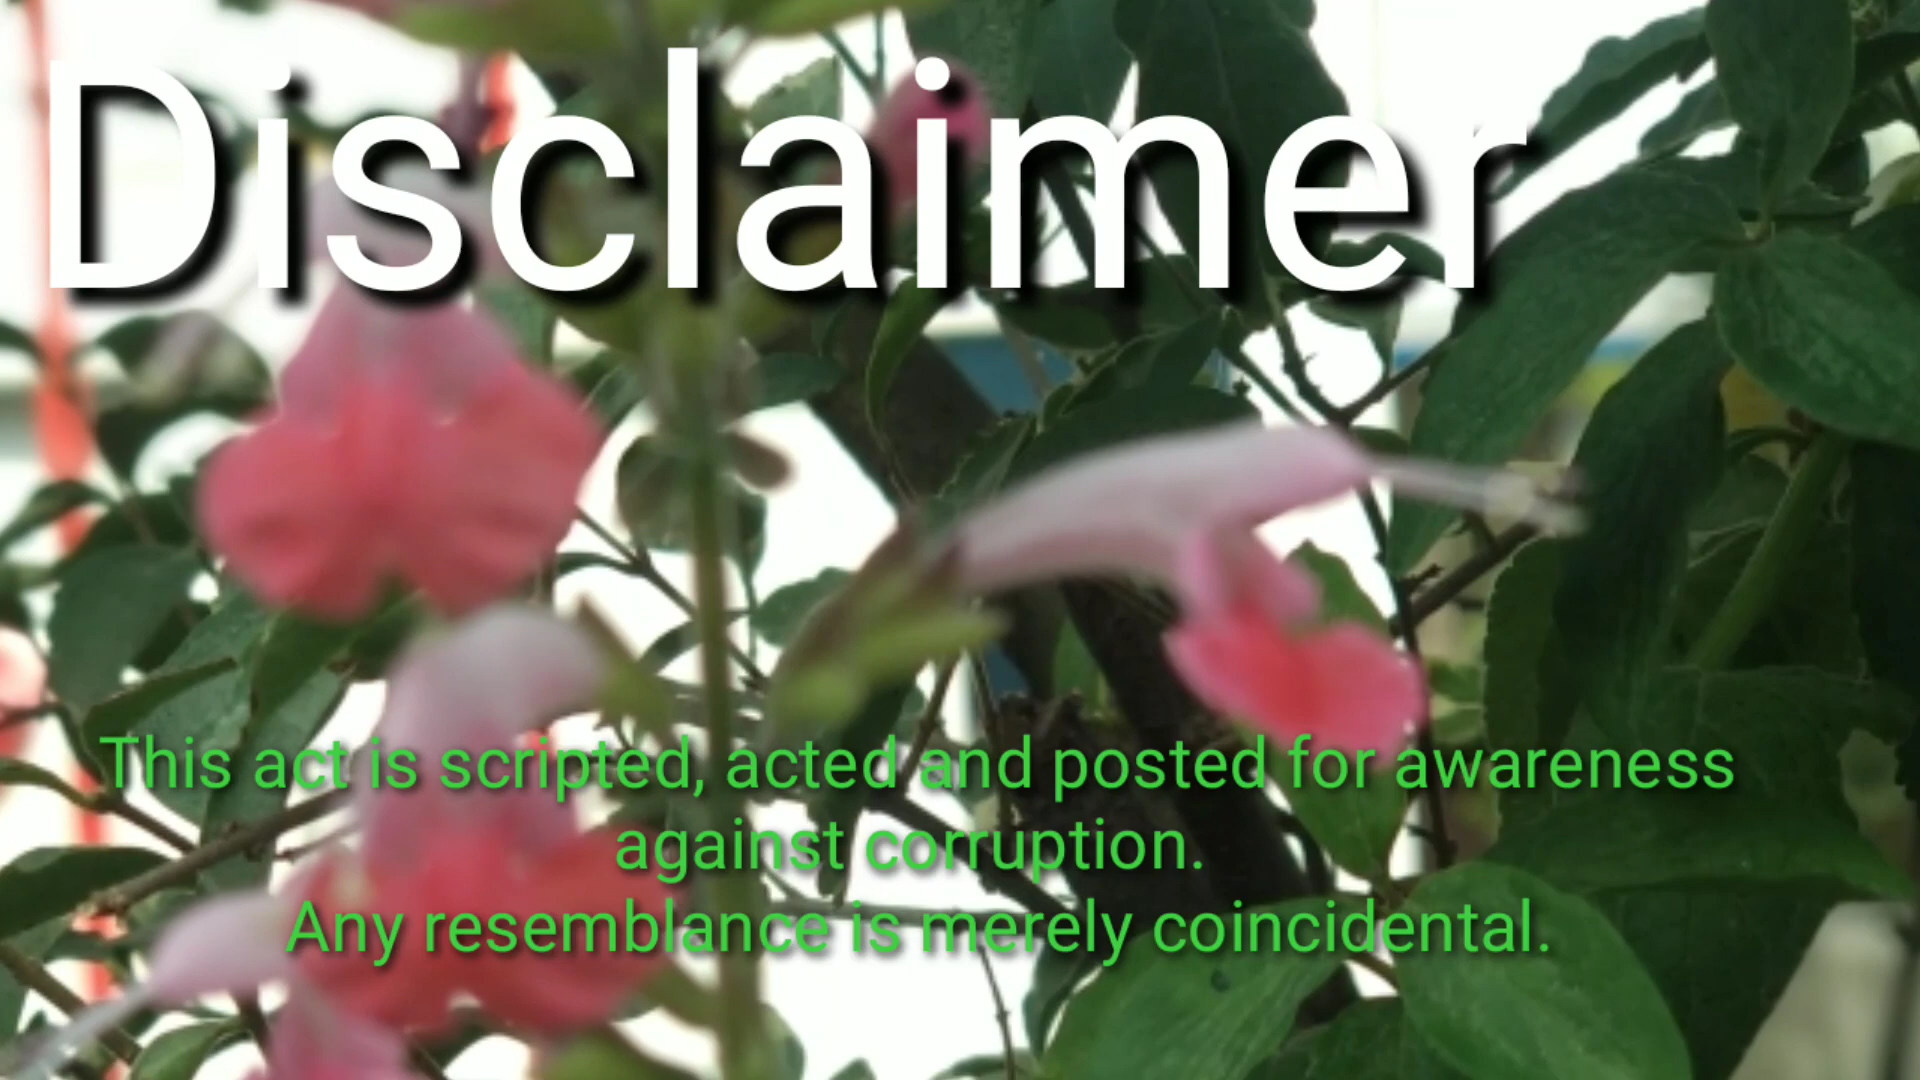 Disclaimer
This act is scripted, acted and posted for awareness
against corruption.
Any resemblance is merely coincidental.